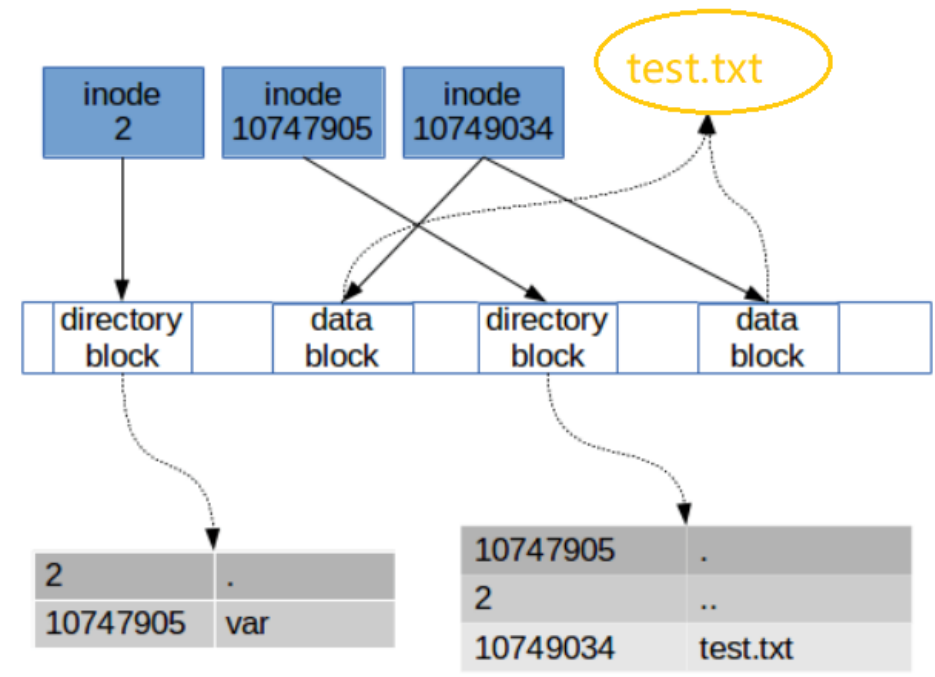 test.txt
inode
2
inode
10747905
inode
10749034
directory
block
data
block
directory
block
data
block
2 .
10747905 var
10747905 .
2 ..
10749034 test.txt